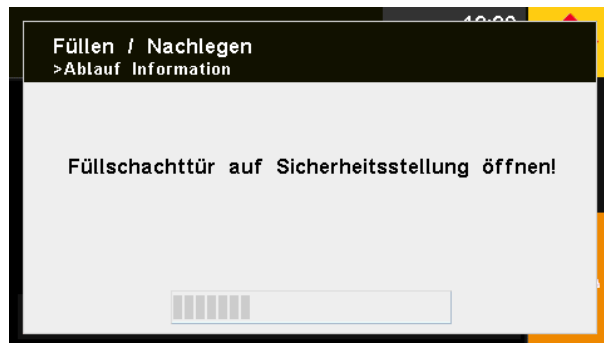 Füllen / Nachlegen
>Ablauf Information
Füllschachttür auf Sicherheitsstellung öffnen!